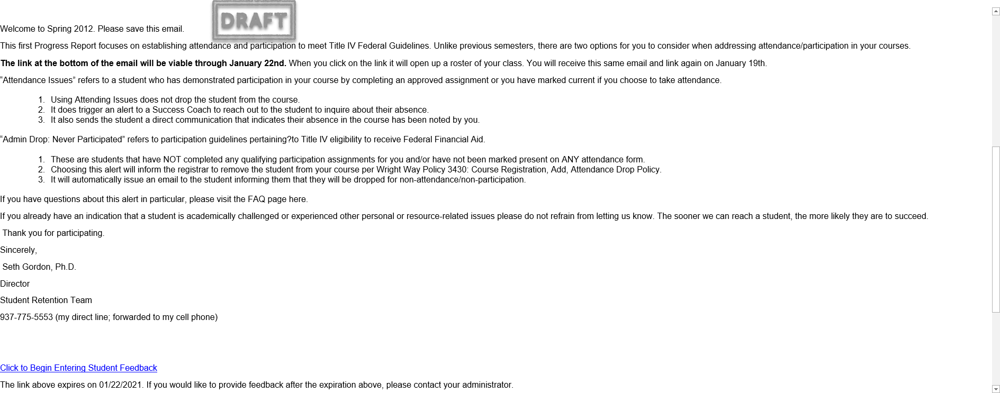 DRAFT
Welcome to Spring 2012. Please save this email.
This first Progress Report focuses on establishing attendance and participation to meet Title IV Federal Guidelines. Unlike previous semesters, there are two options for you to consider when addressing attendance/participation in your courses.
The link at the bottom of the email will be viable through January 22nd. When you click on the link it will open up a roster of your class. You will receive this same email and link again on January 19th.
“Attendance Issues” refers to a student who has demonstrated participation in your course by completing an approved assignment or you have marked current if you choose to take attendance.
1. Using Attending Issues does not drop the student from the course.
2. It does trigger an alert to a Success Coach to reach out to the student to inquire about their absence.
3. It also sends the student a direct communication that indicates their absence in the course has been noted by you.
“Admin Drop: Never Participated” refers to participation guidelines pertaining?to Title IV eligibility to receive Federal Financial Aid.
1. These are students that have NOT completed any qualifying participation assignments for you and/or have not been marked present on ANY attendance form.
2. Choosing this alert will inform the registrar to remove the student from your course per Wright Way Policy 3430: Course Registration, Add, Attendance Drop Policy.
3. It will automatically issue an email to the student informing them that they will be dropped for non-attendance/non-participation.
If you have questions about this alert in particular, please visit the FAQ page here.
If you already have an indication that a student is academically challenged or experienced other personal or resource-related issues please do not refrain from letting us know. The sooner we can reach a student, the more likely they are to succeed.
Thank you for participating.
Sincerely,
Seth Gordon, Ph.D.
Director
Student Retention Team
937-775-5553 (my direct line; forwarded to my cell phone)
Click to Begin Entering Student Feedback
The link above expires on 01/22/2021. If you would like to provide feedback after the expiration above, please contact your administrator.